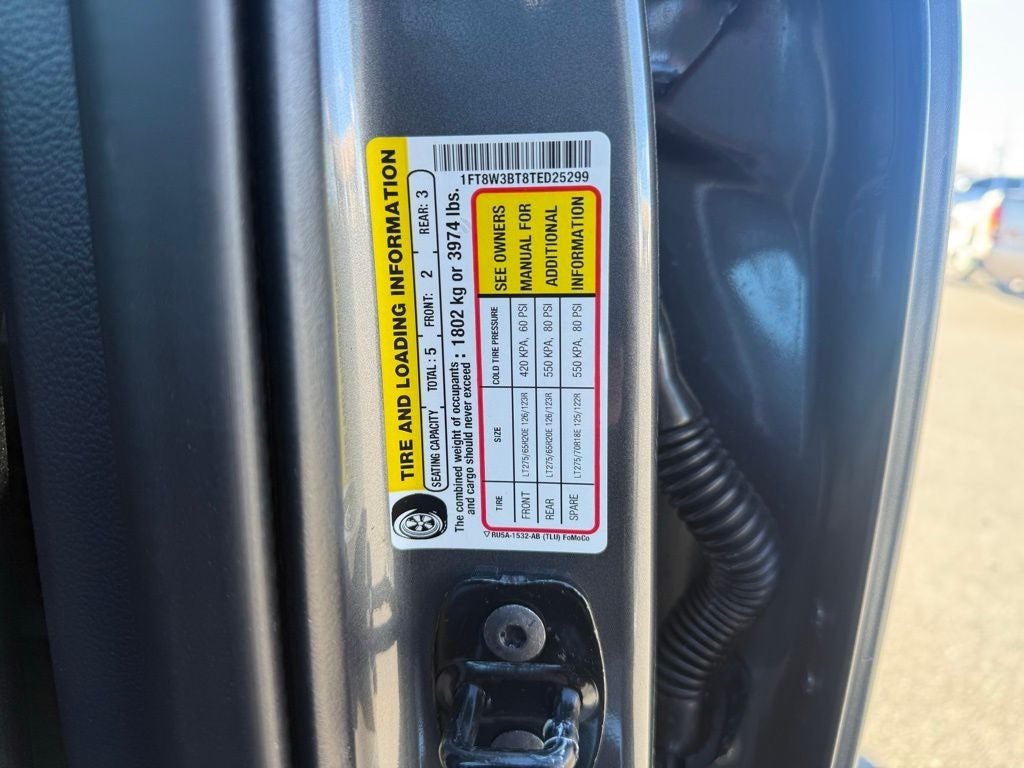 TIRE AND LOADING INFORMATION
SEATING CAPACITY TOTAL : 5 FRONT: 2 REAR: 3
The combined weight of occupants
and cargo should never exceed : 1802 kg or 3974 lbs.
1FT8W3BT8TED25299
TIRE SIZE COLD TIRE PRESSURE SEE OWNERS
FRONT LT275/65R20E 126/123R 420 KPA, 60 PSI MANUAL FOR
REAR LT275/65R20E 126/123R 550 KPA, 80 PSI ADDITIONAL
SPARE LT275/70R18E 125/122R 550 KPA, 80 PSI INFORMATION
RU5A-1532-AB (TLU) FoMoCo